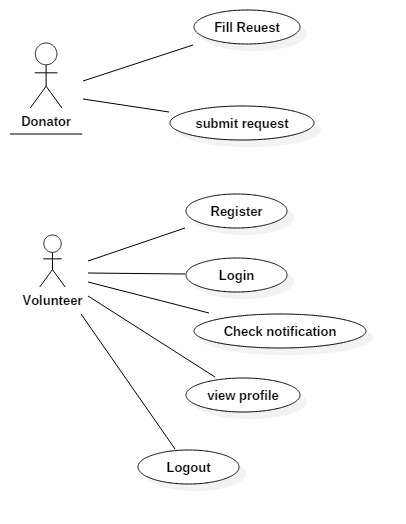 Fill Reuest
Donator
submit request
Register
Login
Volunteer
Check notification
view profile
Logout